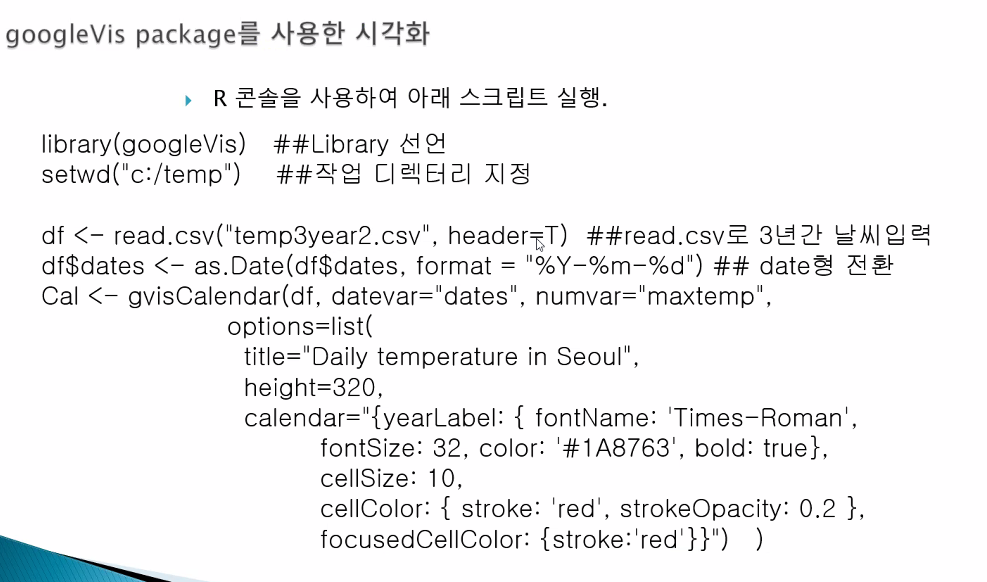 googleVis package를 사용한 시각화
R 콘솔을 사용하여 아래 스크립트 실행.
library(googleVis) ##Library 선언
setwd("c:/temp") ##작업 디렉터리 지정
df <- read.csv("temp3year2.csv", header=T) ##read.csv로 3년간 날씨입력
df$dates <- as.Date(df$dates, format = "%Y-%m-%d") ## date형 전환
Cal <- gvisCalendar(df, datevar="dates", numvar="maxtemp",
options=list(
title="Daily temperature in Seoul",
height=320,
calendar="{yearLabel: { fontName: 'Times-Roman',
fontSize: 32, color: '#1A8763', bold: true},
cellSize: 10,
cellColor: { stroke: 'red', strokeOpacity: 0.2 },
focusedCellColor: {stroke:'red'}}") )